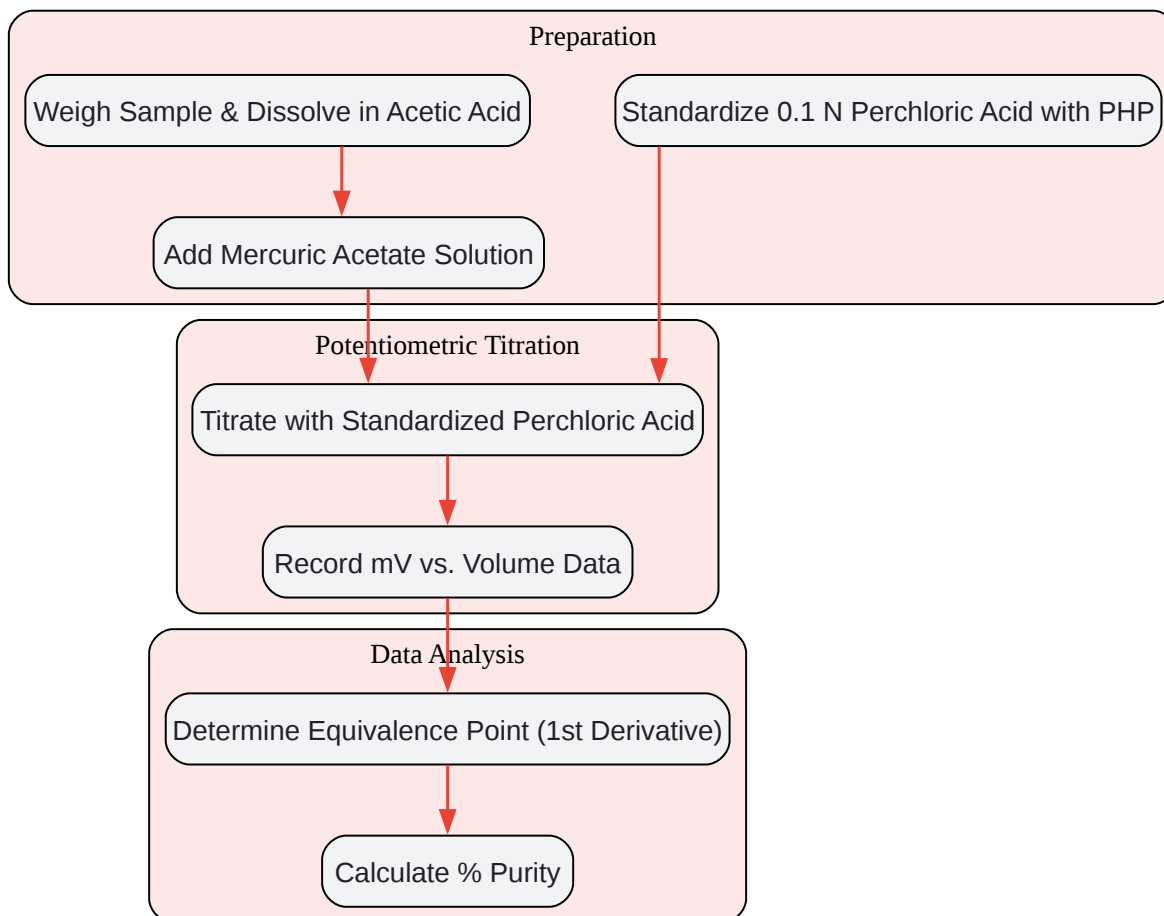 Preparation
Weigh Sample & Dissolve in Acetic Acid
Standardize 0.1 N Perchloric Acid with PHP
Add Mercuric Acetate Solution
Potentiometric Titration
Titrate with Standardized Perchloric Acid
Record mV vs. Volume Data
Data Analysis
Determine Equivalence Point (1st Derivative)
Calculate % Purity